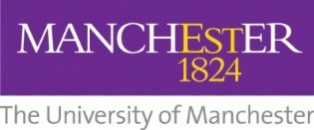 MANCHEsTER
1824
The University of Manchester